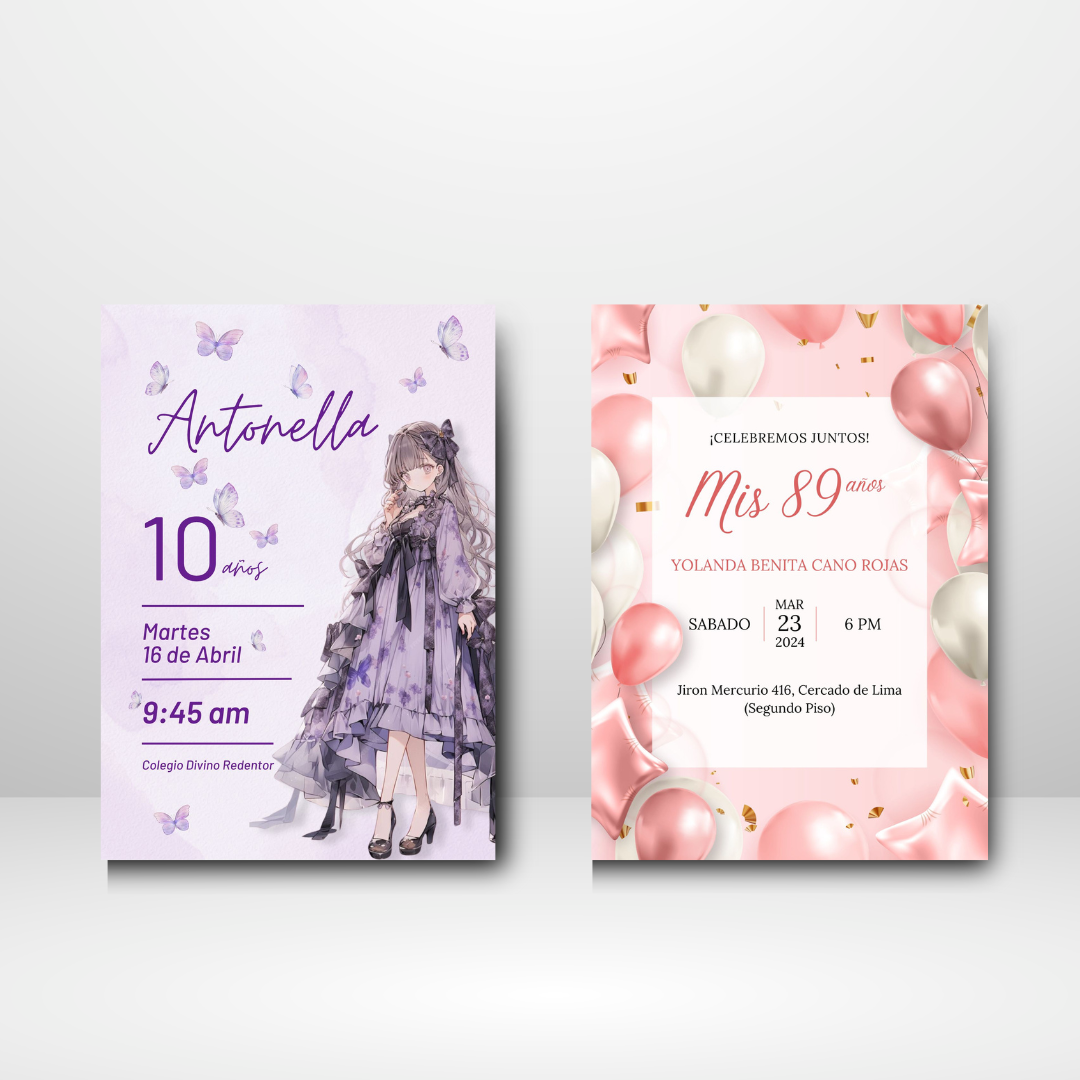 Antonella
10 años
Martes
16 de Abril
9:45 am
Colegio Divino Redentor
¡CELEBREMOS JUNTOS!
Mis 89 años
YOLANDA BENITA CANO ROJAS
SABADO
MAR
23
2024
6 PM
Jiron Mercurio 416, Cercado de Lima
(Segundo Piso)